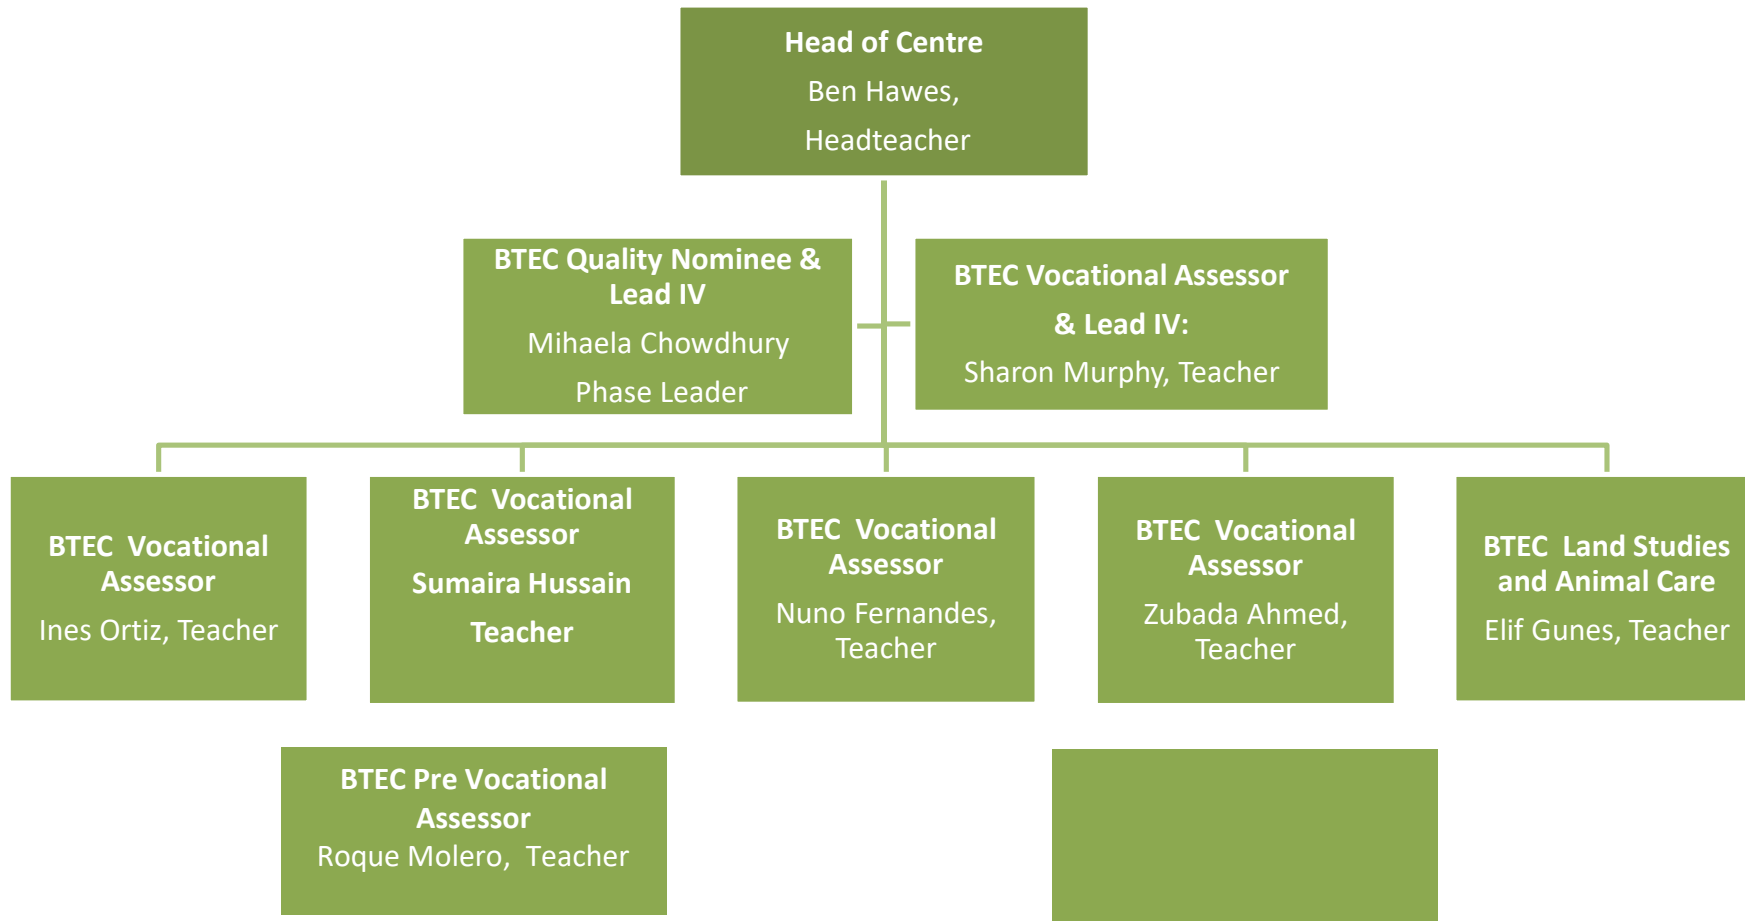 Head of Centre
Ben Hawes,
Headteacher
BTEC Quality Nominee &
Lead IV
Mihaela Chowdhury
Phase Leader
BTEC Vocational Assessor
& Lead IV:
Sharon Murphy, Teacher
BTEC Vocational
Assessor
Ines Ortiz, Teacher
BTEC Vocational
Assessor
Sumaira Hussain
Teacher
BTEC Vocational
Assessor
Nuno Fernandes,
Teacher
BTEC Vocational
Assessor
Zubada Ahmed,
Teacher
BTEC Land Studies
and Animal Care
Elif Gunes, Teacher
BTEC Pre Vocational
Assessor
Roque Molero, Teacher